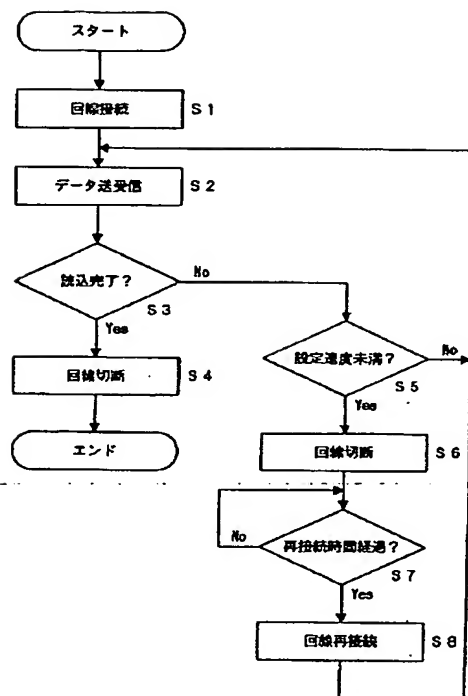 スタート
回線接続 S1
データ送受信 S2
読込完了? No
S3
Yes
回線切断 S4
エンド
設定速度未満? No
S5
Yes
回線切断 S6
再接続時間経過?
No
S7
Yes
回線再接続 S8